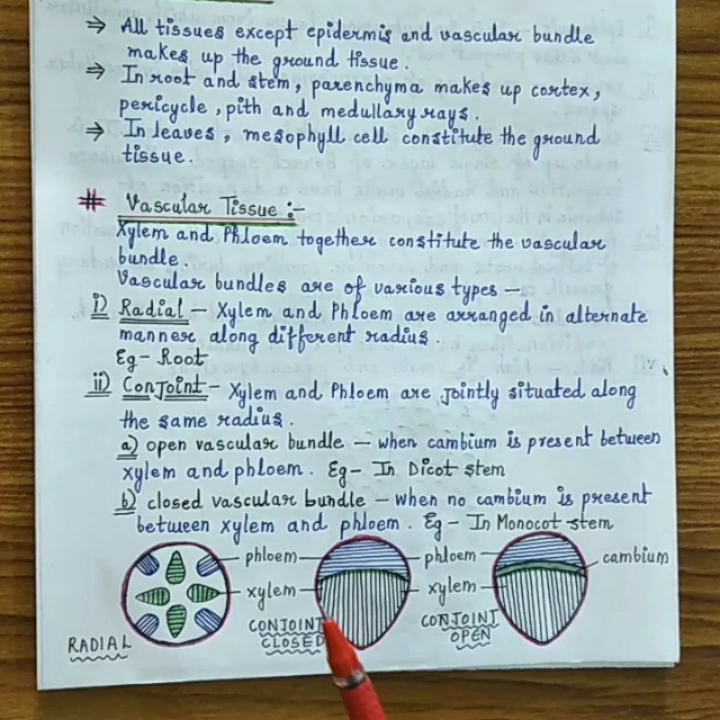 ⇒ All tissues except epidermis and vascular bundle
makes up the ground tissue.
⇒ In root and stem, parenchyma makes up cortex,
pericycle, pith and medullary rays.
⇒ In leaves, mesophyll cell constitute the ground
tissue.
# Vascular Tissue :-
Xylem and Phloem together constitute the vascular
bundle.
Vascular bundles are of various types —
i) Radial - Xylem and Phloem are arranged in alternate
manner along different radius.
Eg- Root
ii) Conjoint - Xylem and Phloem are jointly situated along
the same radius.
a) open vascular bundle - when cambium is present between
xylem and phloem. Eg- In Dicot stem
b) closed vascular bundle - when no cambium is present
between xylem and phloem. Eg - In Monocot stem
phloem phloem cambium
xylem xylem
RADIAL CONJOINT CLOSED CONJOINT OPEN